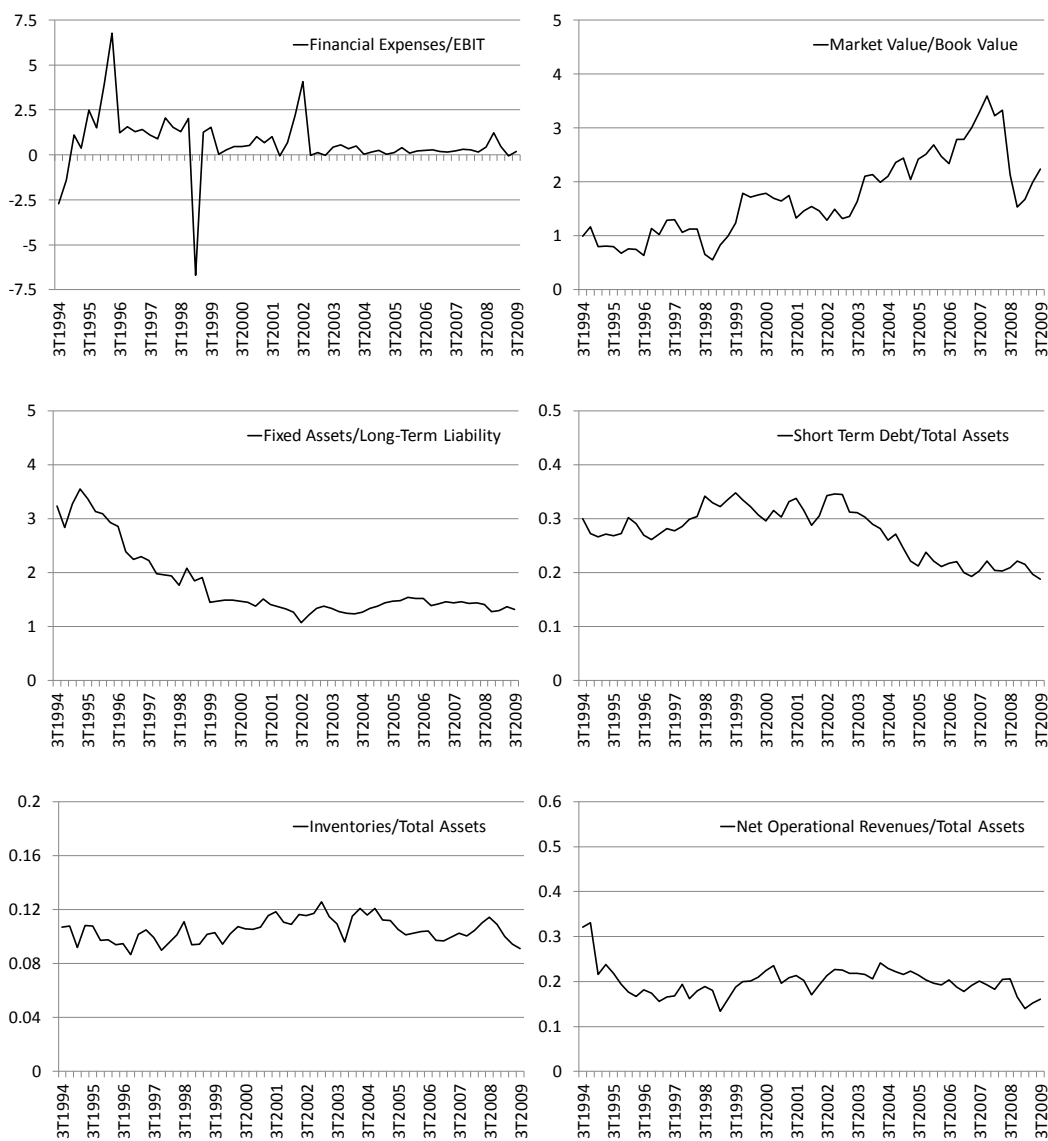 Financial Expenses/EBIT
7.5
5
2.5
0
-2.5
-5
-7.5
3T1994
3T1995
3T1996
3T1997
3T1998
3T1999
3T2000
3T2001
3T2002
3T2003
3T2004
3T2005
3T2006
3T2007
3T2008
3T2009
Market Value/Book Value
5
4
3
2
1
0
3T1994
3T1995
3T1996
3T1997
3T1998
3T1999
3T2000
3T2001
3T2002
3T2003
3T2004
3T2005
3T2006
3T2007
3T2008
3T2009
Fixed Assets/Long-Term Liability
5
4
3
2
1
0
3T1994
3T1995
3T1996
3T1997
3T1998
3T1999
3T2000
3T2001
3T2002
3T2003
3T2004
3T2005
3T2006
3T2007
3T2008
3T2009
Short Term Debt/Total Assets
0.5
0.4
0.3
0.2
0.1
0
3T1994
3T1995
3T1996
3T1997
3T1998
3T1999
3T2000
3T2001
3T2002
3T2003
3T2004
3T2005
3T2006
3T2007
3T2008
3T2009
Inventories/Total Assets
0.2
0.16
0.12
0.08
0.04
0
3T1994
3T1995
3T1996
3T1997
3T1998
3T1999
3T2000
3T2001
3T2002
3T2003
3T2004
3T2005
3T2006
3T2007
3T2008
3T2009
Net Operational Revenues/Total Assets
0.6
0.5
0.4
0.3
0.2
0.1
0
3T1994
3T1995
3T1996
3T1997
3T1998
3T1999
3T2000
3T2001
3T2002
3T2003
3T2004
3T2005
3T2006
3T2007
3T2008
3T2009